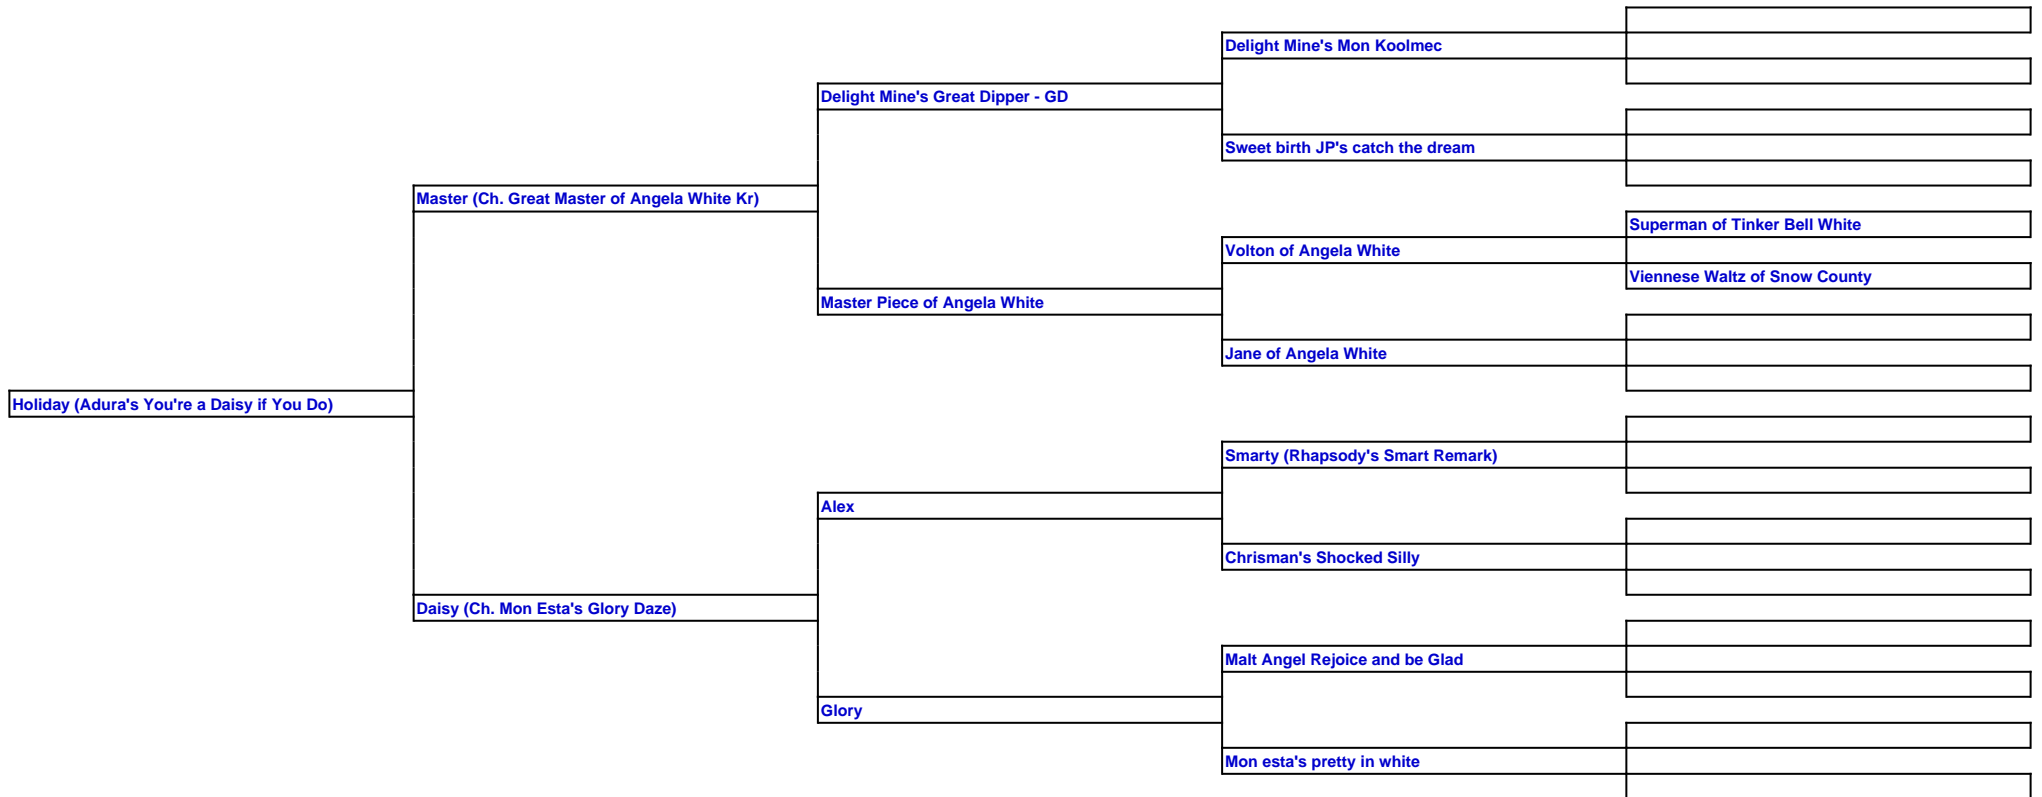 Delight Mine's Mon Koolmec
Delight Mine's Great Dipper - GD
Sweet birth JP's catch the dream
Master (Ch. Great Master of Angela White Kr)
Superman of Tinker Bell White
Volton of Angela White
Viennese Waltz of Snow County
Master Piece of Angela White
Jane of Angela White
Holiday (Adura's You're a Daisy if You Do)
Smarty (Rhapsody's Smart Remark)
Alex
Chrisman's Shocked Silly
Daisy (Ch. Mon Esta's Glory Daze)
Malt Angel Rejoice and be Glad
Glory
Mon esta's pretty in white